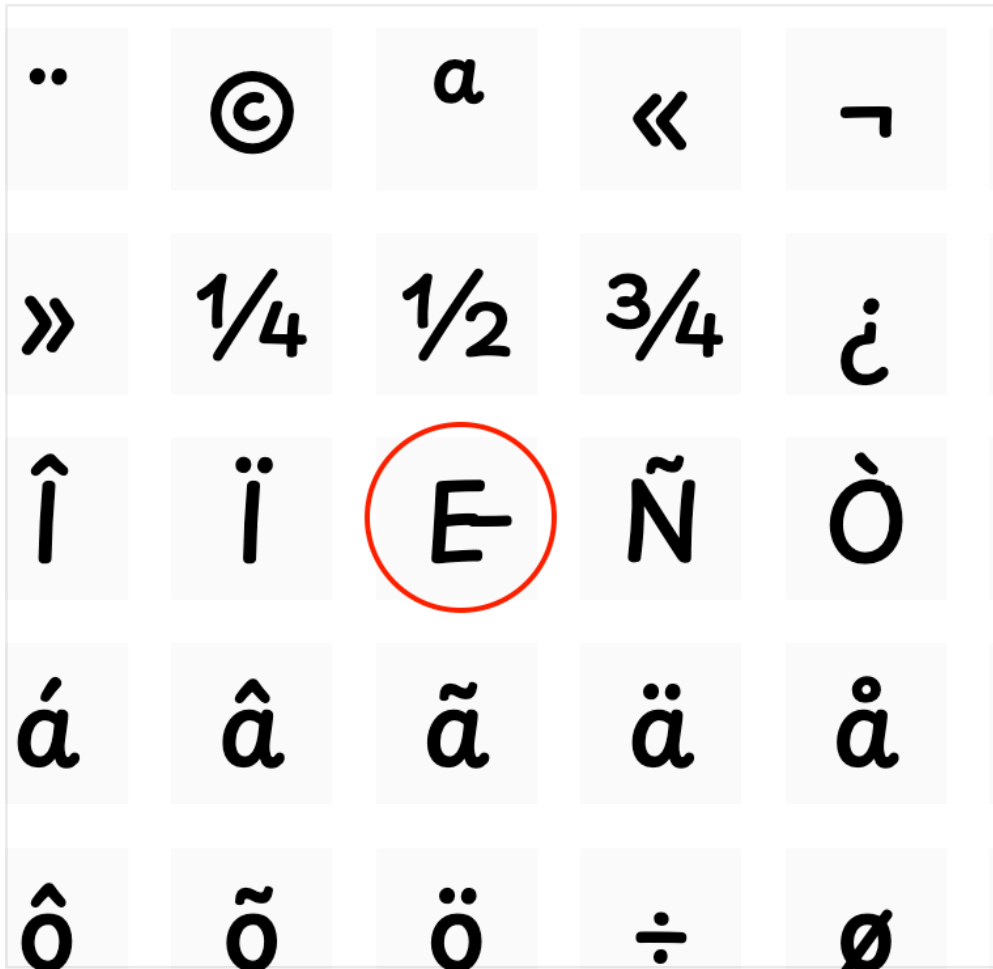 ¨ © ª « ¬
» ¼ ½ ¾ ¿
Î Ï E- Ñ Ò
á â ã ä å
ô õ ö ÷ ø